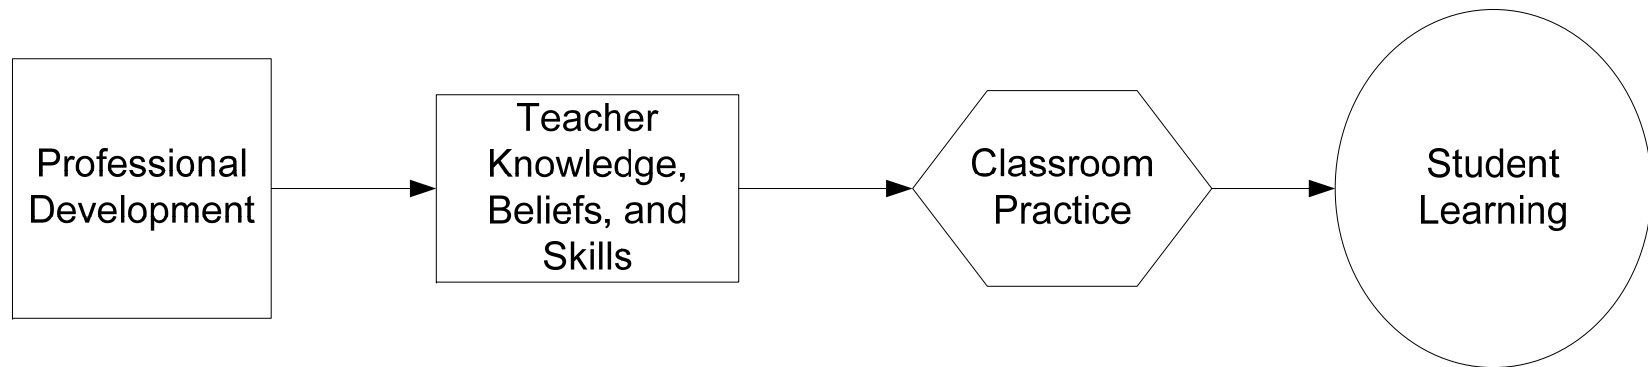 Professional
Development
Teacher
Knowledge,
Beliefs, and
Skills
Classroom
Practice
Student
Learning